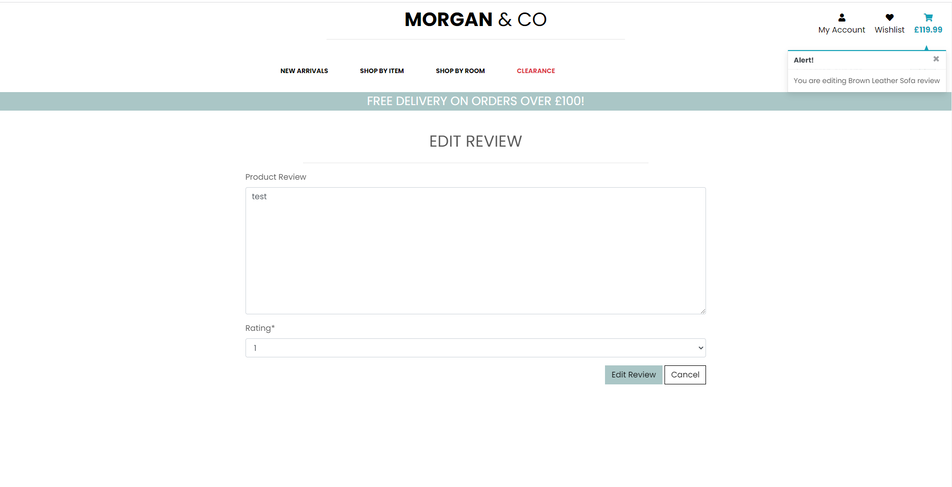 MORGAN & CO
My Account
Wishlist
£119.99
Alert!
×
You are editing Brown Leather Sofa review
NEW ARRIVALS
SHOP BY ITEM
SHOP BY ROOM
CLEARANCE
FREE DELIVERY ON ORDERS OVER £100!
EDIT REVIEW
Product Review
test
Rating*
1
Edit Review
Cancel